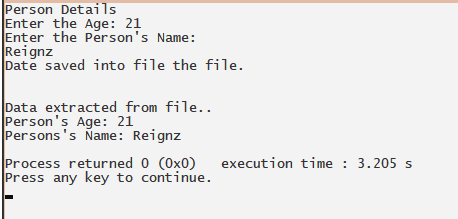 Person Details
Enter the Age: 21
Enter the Person's Name:
Reignz
Date saved into file the file.
Data extracted from file..
Person's Age: 21
Persons's Name: Reignz
Process returned 0 (0x0)   execution time : 3.205 s
Press any key to continue.